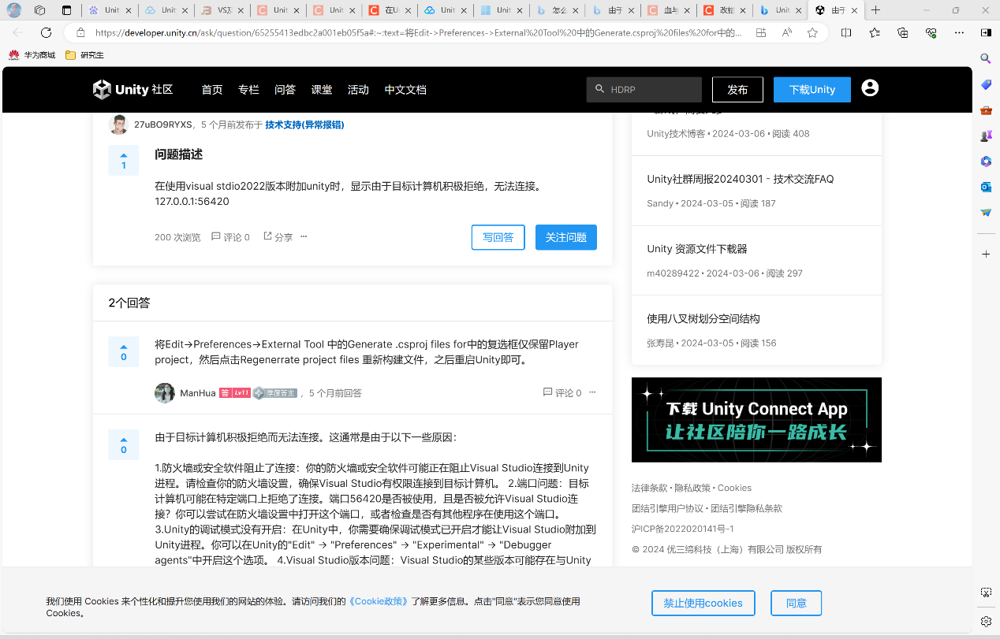 Unit
Unit
VS万
Unit
Unit
在U
Unit
Unit
怎么
由于
血与
改错
Unit
由于
https://developer.unity.cn/ask/question/65255413edbc2a001eb05f5a#:~:text=将Edit->Preferences->External%20Tool%20中的Generate.csproj%20files%20for中的...
华为商城
研究生
Unity 社区
首页
专栏
问答
课堂
活动
中文文档
HDRP
发布
下载Unity
27uBO9RYXS，5 个月前发布于 技术支持(异常报错)
1
问题描述
在使用visual stdio2022版本附加unity时，显示由于目标计算机积极拒绝，无法连接。
127.0.0.1:56420
200 次浏览
评论 0
分享
写回答
关注问题
2个回答
0
将Edit->Preferences->External Tool 中的Generate .csproj files for中的复选框仅保留Player
project，然后点击Regenerrate project files 重新构建文件，之后重启Unity即可。
ManHua 答 Lv11 季度答主 ，5 个月前回答
评论 0
0
由于目标计算机积极拒绝而无法连接。这通常是由于以下一些原因：
1.防火墙或安全软件阻止了连接：你的防火墙或安全软件可能正在阻止Visual Studio连接到Unity
进程。请检查你的防火墙设置，确保Visual Studio有权限连接到目标计算机。 2.端口问题：目标
计算机可能在特定端口上拒绝了连接。端口56420是否被使用，且是否被允许Visual Studio连
接？你可以尝试在防火墙设置中打开这个端口，或者检查是否有其他程序在使用这个端口。
3.Unity的调试模式没有开启：在Unity中，你需要确保调试模式已开启才能让Visual Studio附加到
Unity进程。你可以在Unity的"Edit" -> "Preferences" -> "Experimental" -> "Debugger
agents"中开启这个选项。 4.Visual Studio版本问题：Visual Studio的某些版本可能存在与Unity
Unity技术博客 • 2024-03-06 • 阅读 408
Unity社群周报20240301 - 技术交流FAQ
Sandy • 2024-03-05 • 阅读 187
Unity 资源文件下载器
m40289422 • 2024-03-06 • 阅读 297
使用八叉树划分空间结构
张寿昆 • 2024-03-05 • 阅读 156
下载 Unity Connect App
让社区陪你一路成长
法律条款 • 隐私政策 • Cookies
团结引擎用户协议 • 团结引擎隐私条款
沪ICP备2022020141号-1
© 2024 优三缔科技（上海）有限公司 版权所有
我们使用 Cookies 来个性化和提升您使用我们的网站的体验。请访问我们的《Cookie政策》了解更多信息。点击"同意"表示您同意使用
Cookies。
禁止使用cookies
同意